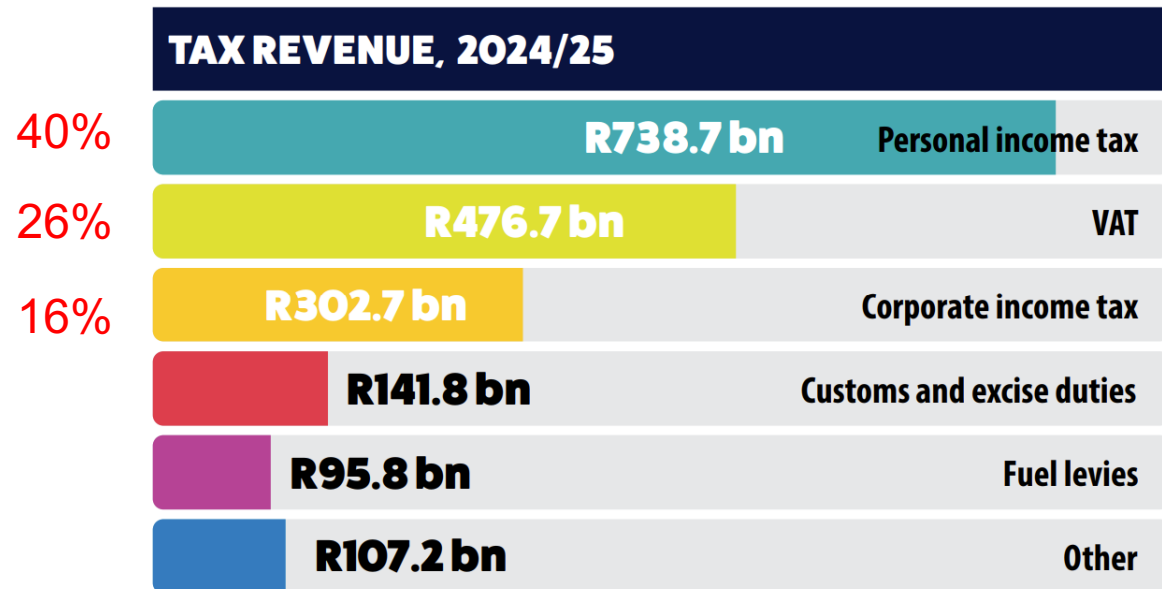 TAX REVENUE, 2024/25
40% R738.7 bn Personal income tax
26% R476.7 bn VAT
16% R302.7 bn Corporate income tax
R141.8 bn Customs and excise duties
R95.8 bn Fuel levies
R107.2 bn Other